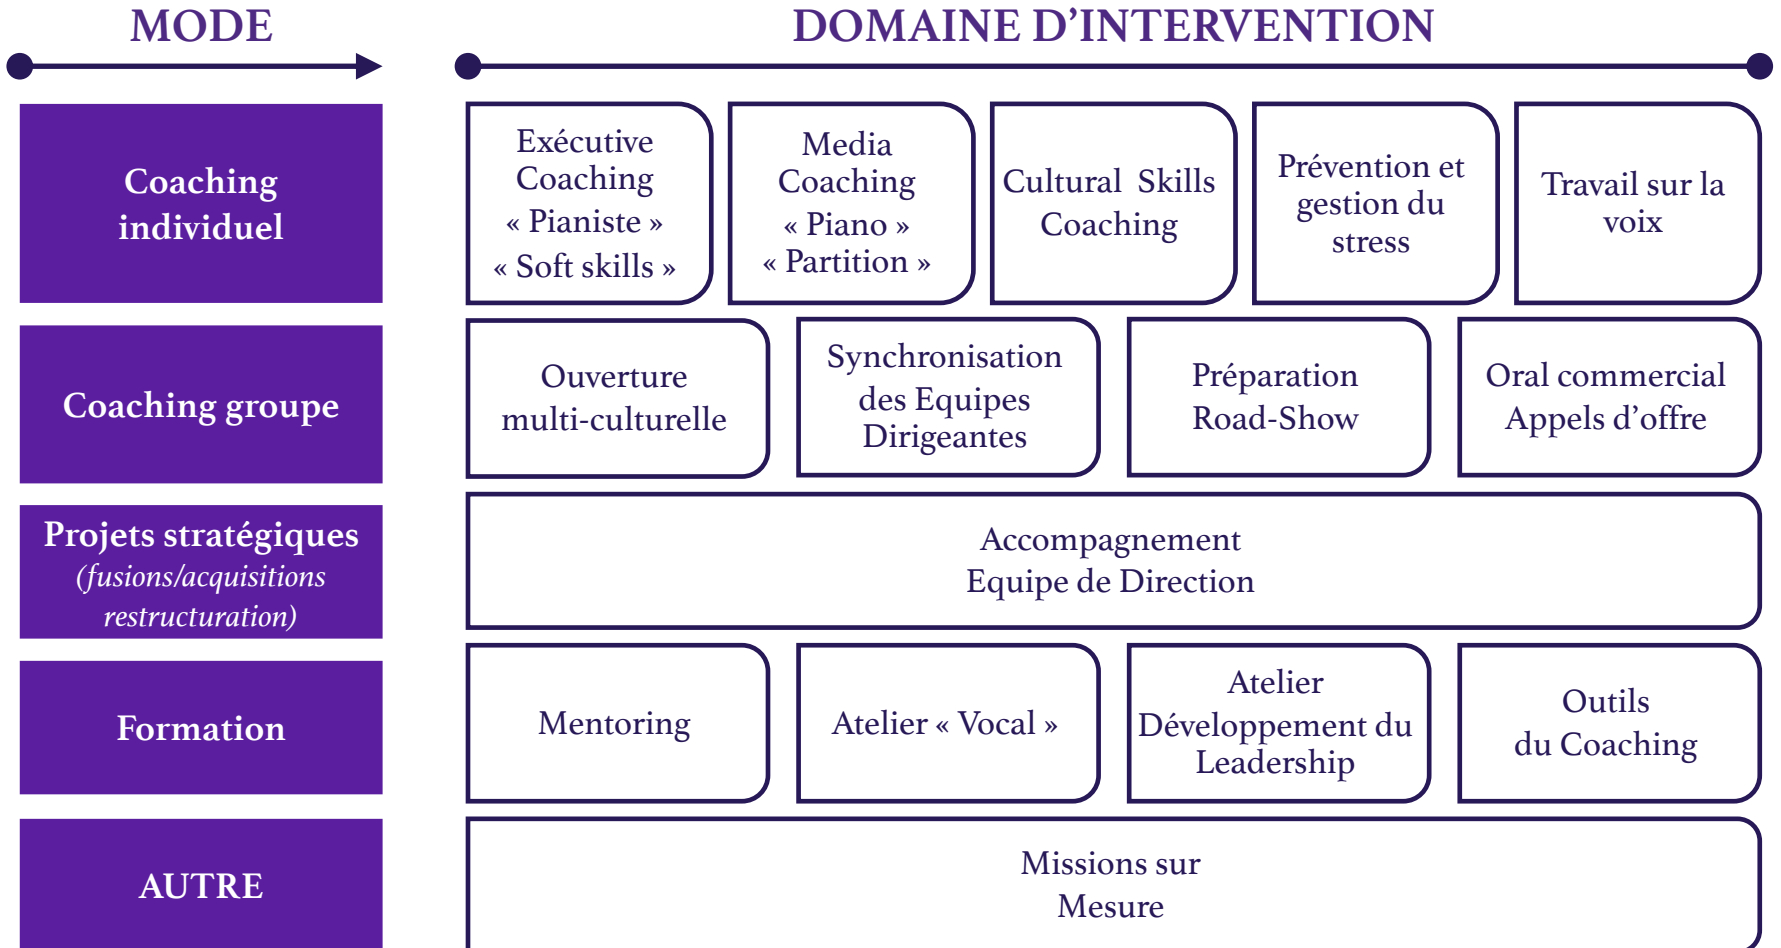 MODE
DOMAINE D’INTERVENTION
Coaching
individuel
Exécutive
Coaching
« Pianiste »
« Soft skills »
Media
Coaching
« Piano »
« Partition »
Cultural Skills
Coaching
Prévention et
gestion du
stress
Travail sur la
voix
Coaching groupe
Ouverture
multi-culturelle
Synchronisation
des Equipes
Dirigeantes
Préparation
Road-Show
Oral commercial
Appels d’offre
Projets stratégiques
(fusions/acquisitions
restructuration)
Accompagnement
Equipe de Direction
Formation
Mentoring
Atelier « Vocal »
Atelier
Développement du
Leadership
Outils
du Coaching
AUTRE
Missions sur
Mesure